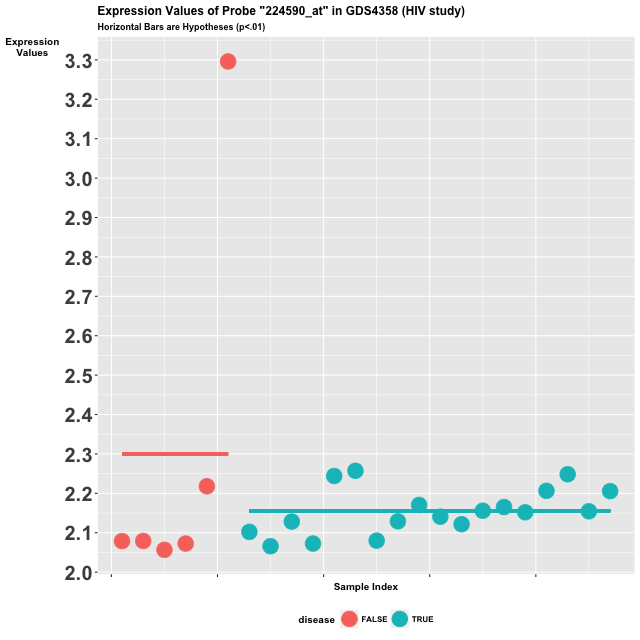 Expression Values of Probe "224590_at" in GDS4358 (HIV study)
Horizontal Bars are Hypotheses (p<.01)
Expression
Values
3.3
3.2
3.1
3.0
2.9
2.8
2.7
2.6
2.5
2.4
2.3
2.2
2.1
2.0
Sample Index
disease FALSE TRUE